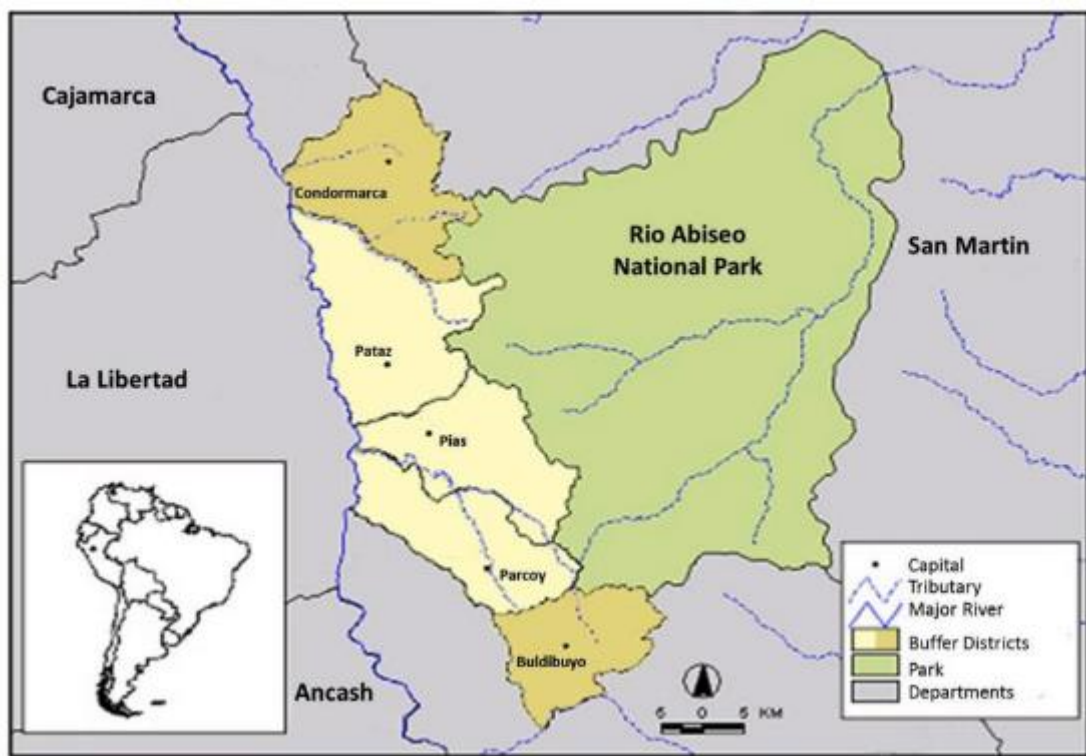 Cajamarca
Condormarca
Rio Abiseo
National Park
San Martin
Pataz
La Libertad
Pias
Parcoy
Buldibuyo
Ancash
5 0 5 KM
Capital
Tributary
Major River
Buffer Districts
Park
Departments